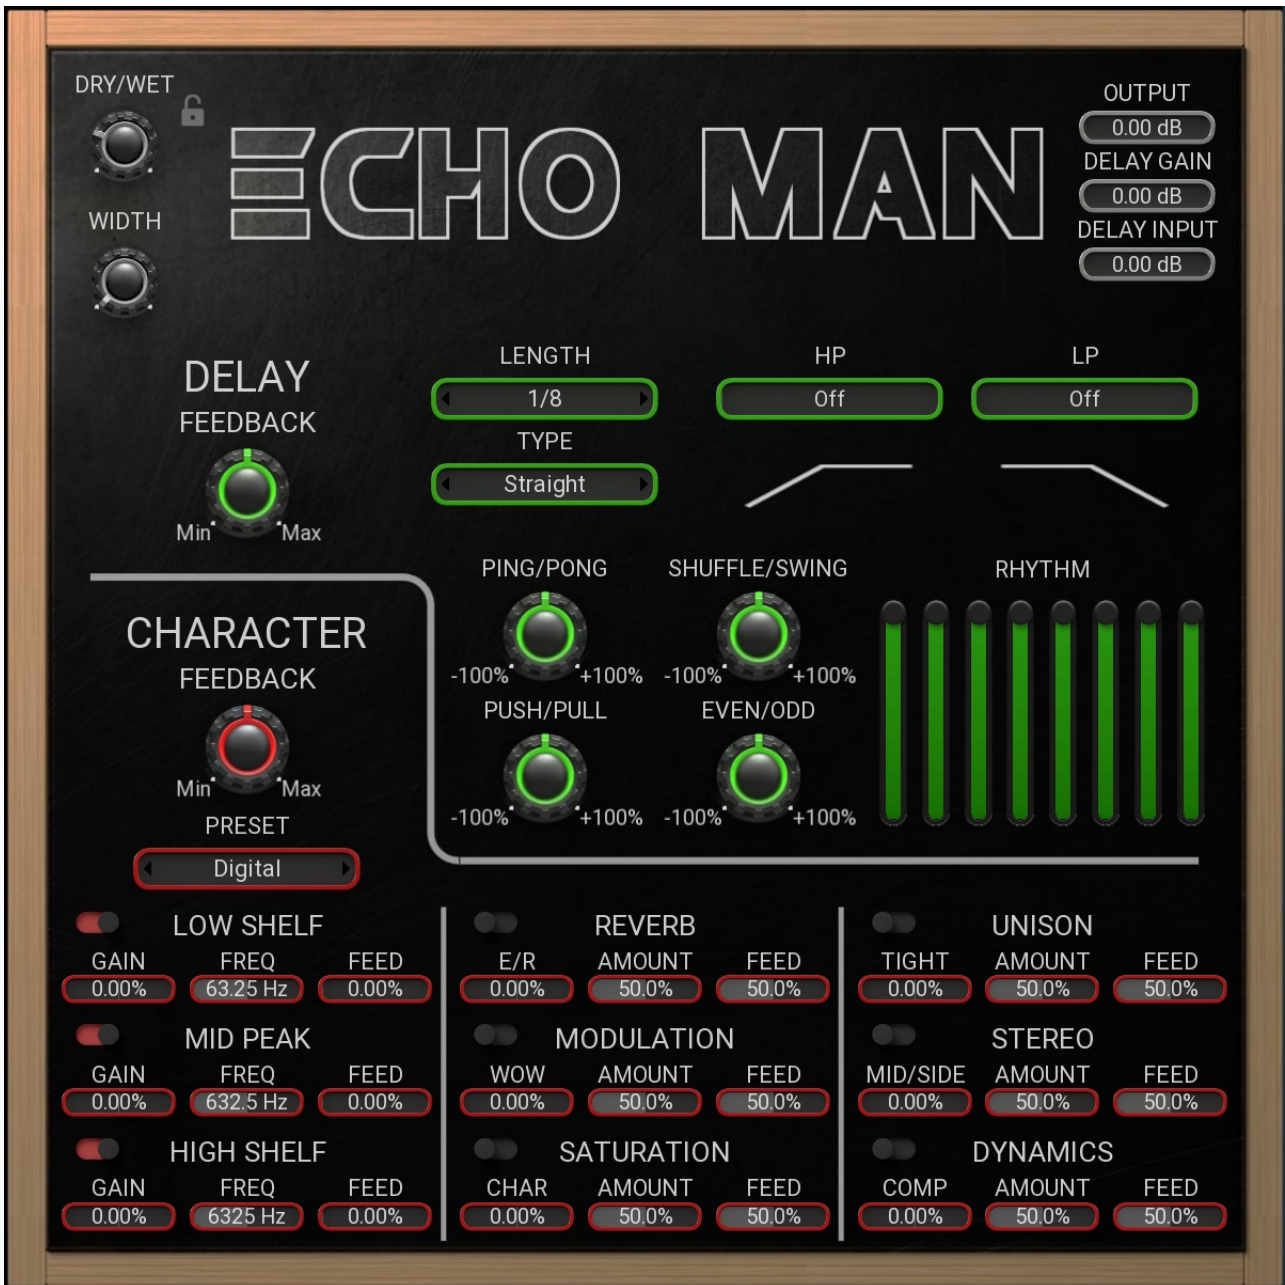 DRY/WET
OUTPUT
0.00 dB
ECHO MAN
DELAY GAIN
0.00 dB
WIDTH
DELAY INPUT
0.00 dB
DELAY
FEEDBACK
Min Max
LENGTH
1/8
TYPE
Straight
HP
Off
LP
Off
PING/PONG
-100% +100%
SHUFFLE/SWING
-100% +100%
PUSH/PULL
-100% +100%
EVEN/ODD
-100% +100%
RHYTHM
CHARACTER
FEEDBACK
Min Max
PRESET
Digital
LOW SHELF
GAIN FREQ FEED
0.00% 63.25 Hz 0.00%
MID PEAK
GAIN FREQ FEED
0.00% 632.5 Hz 0.00%
HIGH SHELF
GAIN FREQ FEED
0.00% 6325 Hz 0.00%
REVERB
E/R AMOUNT FEED
0.00% 50.0% 50.0%
MODULATION
WOW AMOUNT FEED
0.00% 50.0% 50.0%
SATURATION
CHAR AMOUNT FEED
0.00% 50.0% 50.0%
UNISON
TIGHT AMOUNT FEED
0.00% 50.0% 50.0%
STEREO
MID/SIDE AMOUNT FEED
0.00% 50.0% 50.0%
DYNAMICS
COMP AMOUNT FEED
0.00% 50.0% 50.0%